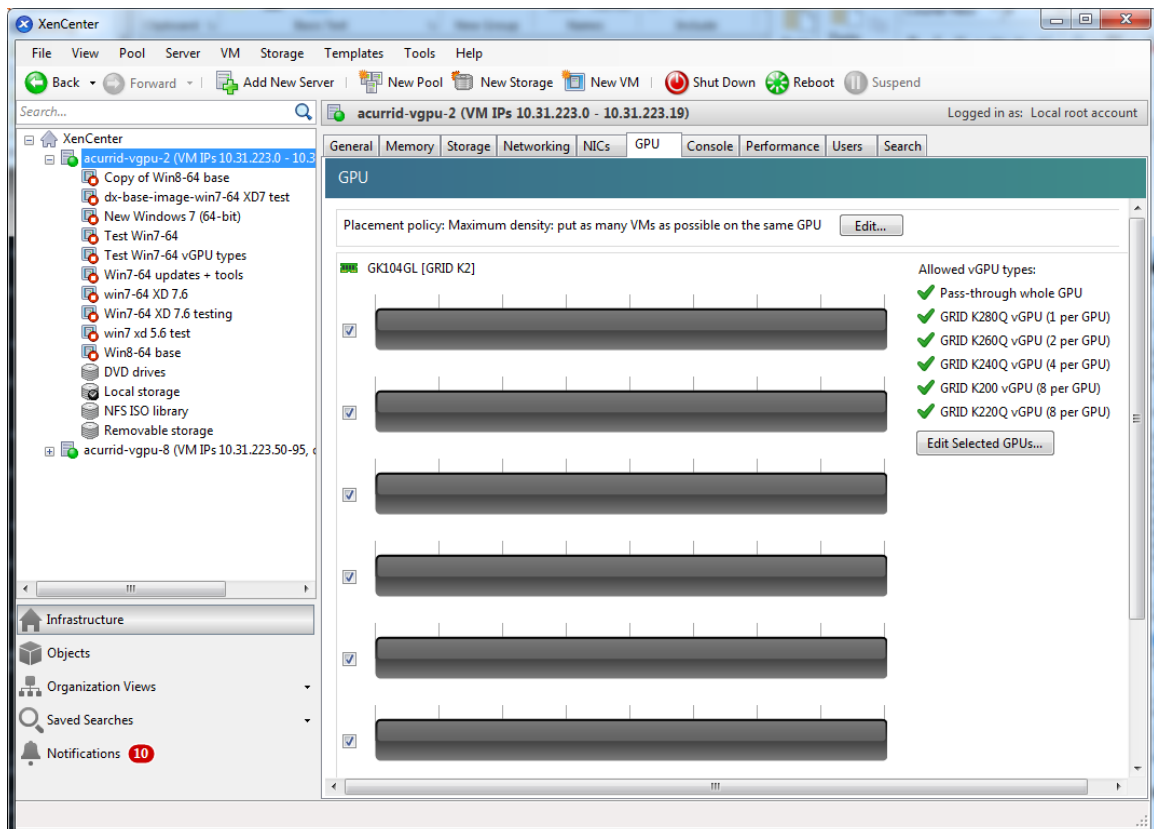 XenCenter
File View Pool Server VM Storage Templates Tools Help
Back Forward Add New Server New Pool New Storage New VM Shut Down Reboot Suspend
Search...
acurrid-vgpu-2 (VM IPs 10.31.223.0 - 10.31.223.19) Logged in as: Local root account
XenCenter
acurrid-vgpu-2 (VM IPs 10.31.223.0 - 10.3
Copy of Win8-64 base
dx-base-image-win7-64 XD7 test
New Windows 7 (64-bit)
Test Win7-64
Test Win7-64 vGPU types
Win7-64 updates + tools
win7-64 XD 7.6
Win7-64 XD 7.6 testing
win7 xd 5.6 test
Win8-64 base
DVD drives
Local storage
NFS ISO library
Removable storage
acurrid-vgpu-8 (VM IPs 10.31.223.50-95,
Infrastructure
Objects
Organization Views
Saved Searches
Notifications 10
General Memory Storage Networking NICs GPU Console Performance Users Search
GPU
Placement policy: Maximum density: put as many VMs as possible on the same GPU Edit...
GK104GL [GRID K2]
Allowed vGPU types:
Pass-through whole GPU
GRID K280Q vGPU (1 per GPU)
GRID K260Q vGPU (2 per GPU)
GRID K240Q vGPU (4 per GPU)
GRID K200 vGPU (8 per GPU)
GRID K220Q vGPU (8 per GPU)
Edit Selected GPUs...